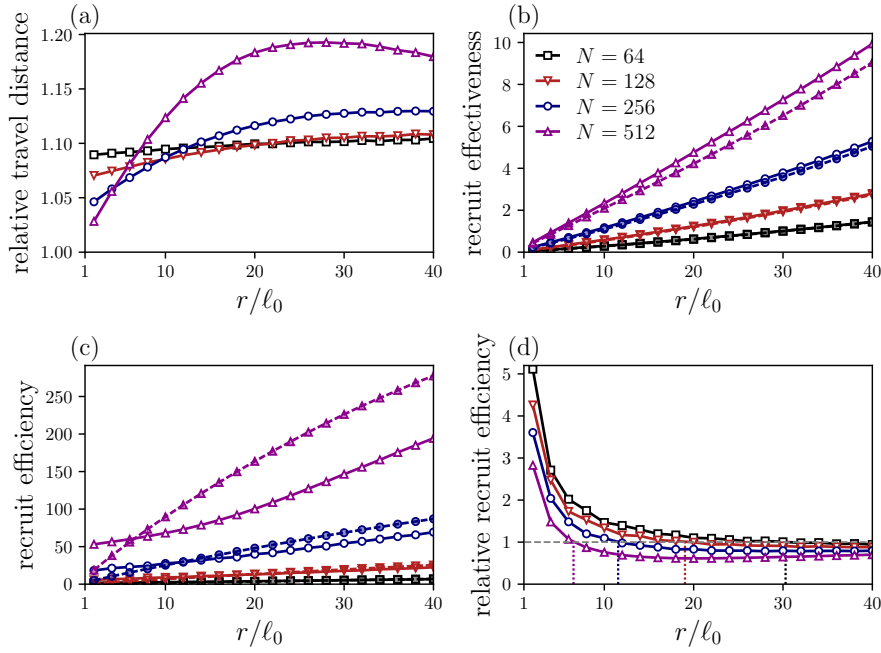 (a)
relative travel distance
1.20
1.15
1.10
1.05
1.00
1 10 20 30 40
r/ℓ₀
(b)
recruit effectiveness
10
8
6
4
2
0
N = 64
N = 128
N = 256
N = 512
1 10 20 30 40
r/ℓ₀
(c)
recruit efficiency
250
200
150
100
50
0
1 10 20 30 40
r/ℓ₀
(d)
relative recruit efficiency
5
4
3
2
1
0
1 10 20 30 40
r/ℓ₀